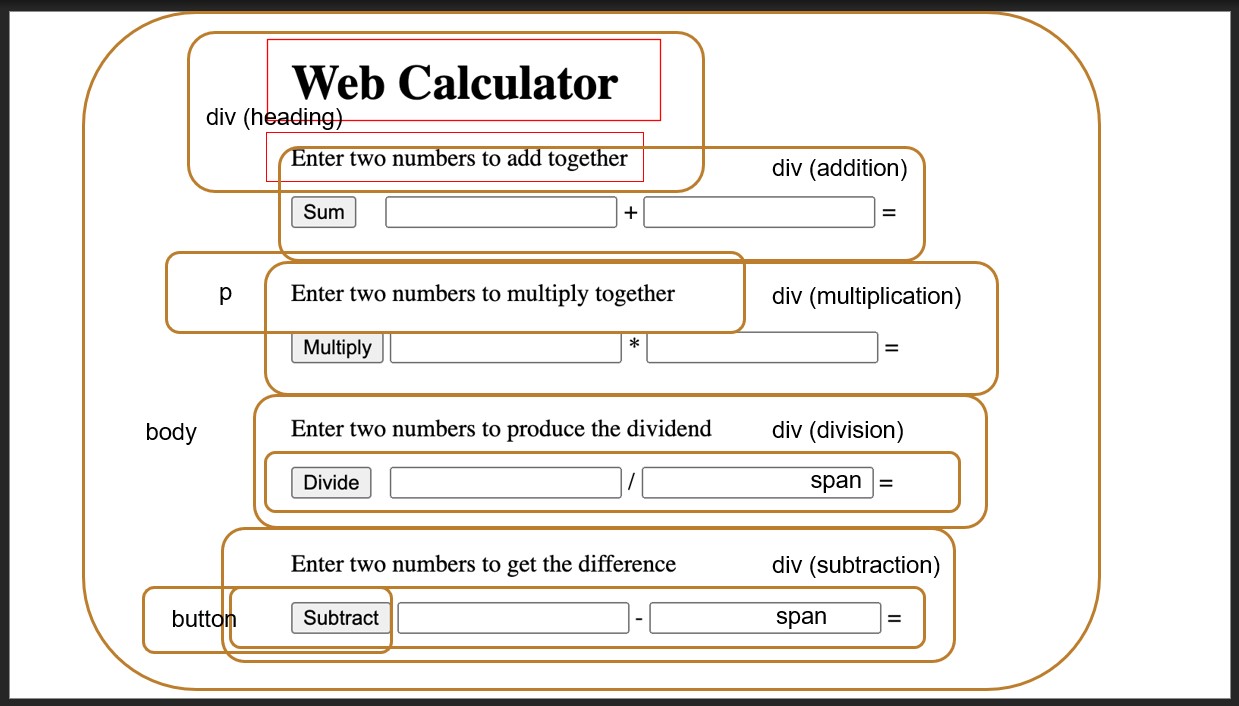 Web Calculator
div (heading)
Enter two numbers to add together
div (addition)
Sum + =
p
Enter two numbers to multiply together
div (multiplication)
Multiply * =
body
Enter two numbers to produce the dividend
div (division)
Divide / span =
Enter two numbers to get the difference
div (subtraction)
button
Subtract - span =